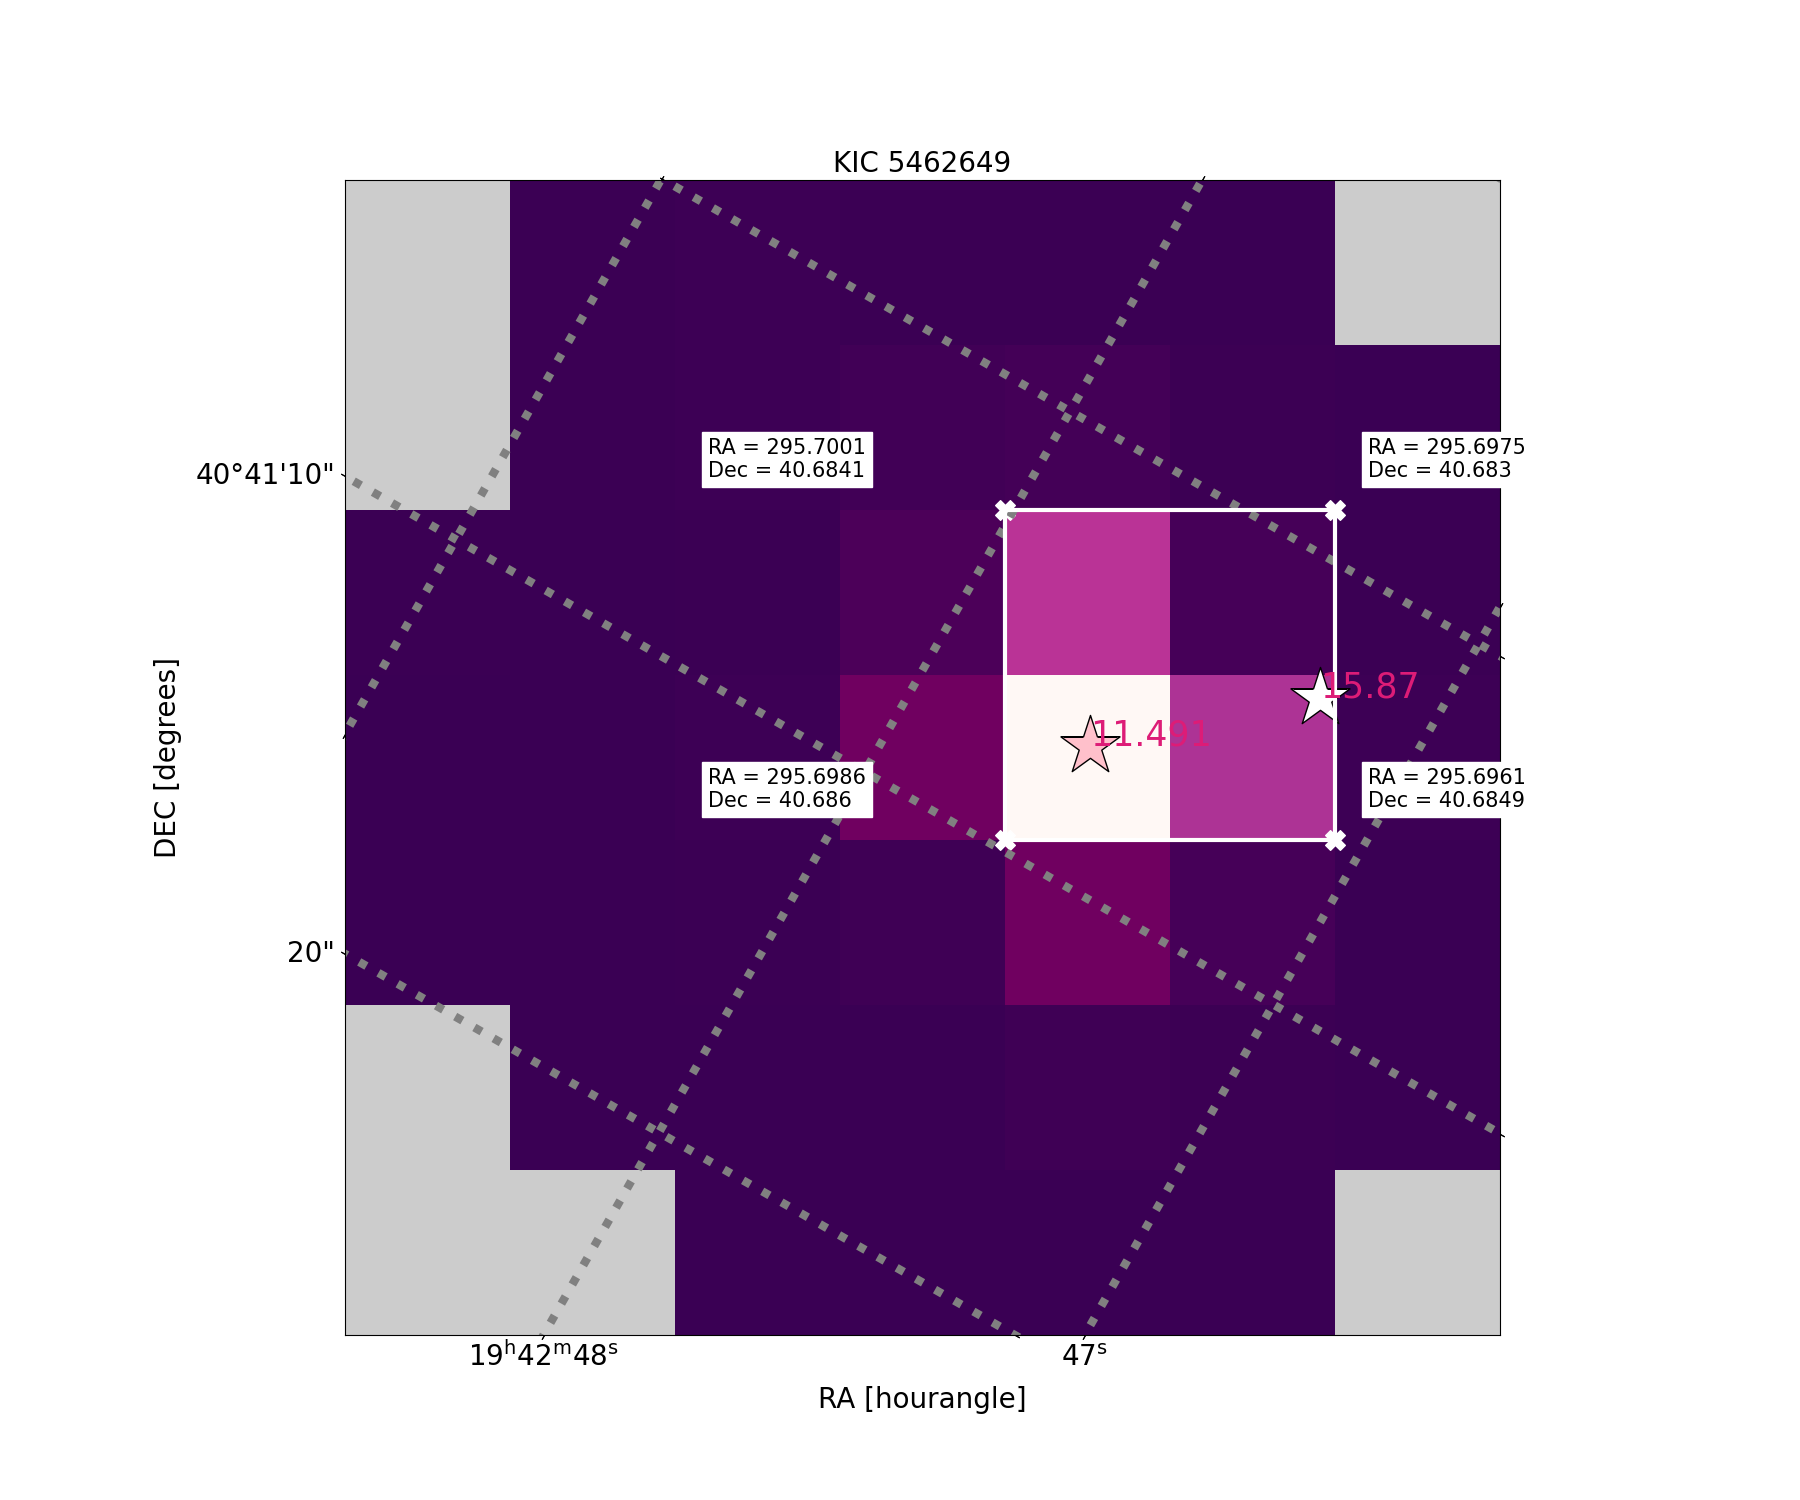 KIC 5462649
RA = 295.7001
Dec = 40.6841
RA = 295.6975
Dec = 40.683
40°41'10"
15.87
11.491
RA = 295.6986
Dec = 40.686
RA = 295.6961
Dec = 40.6849
DEC [degrees]
20"
19h42m48s
47s
RA [hourangle]